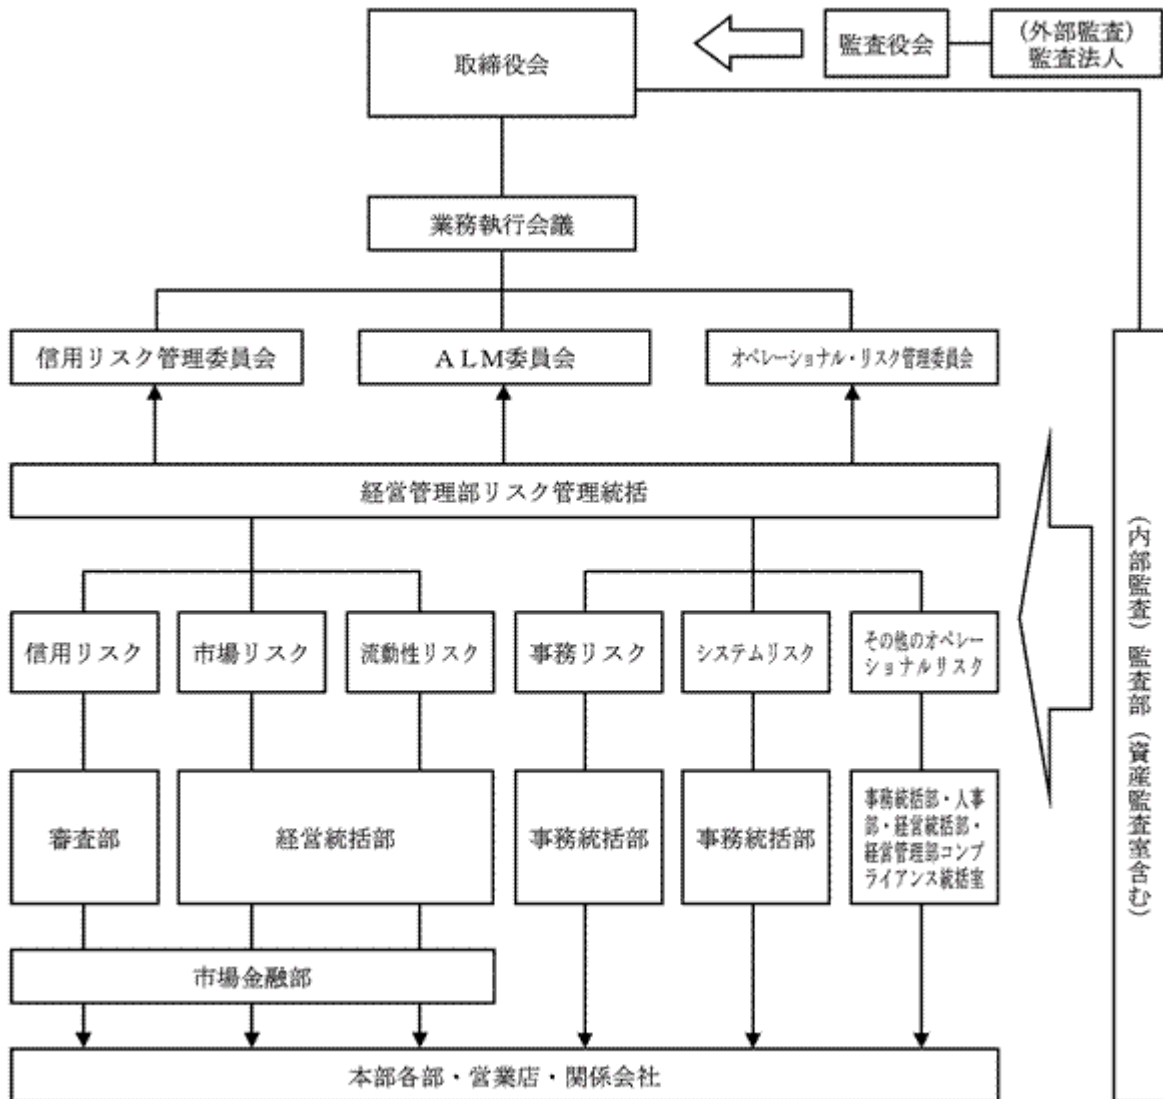 取締役会
監査役会
(外部監査)
監査法人
業務執行会議
信用リスク管理委員会
ALM委員会
オペレーショナル・リスク管理委員会
経営管理部リスク管理統括
信用リスク
市場リスク
流動性リスク
事務リスク
システムリスク
その他のオペレー
ショナルリスク
審査部
経営統括部
事務統括部
事務統括部
事務統括部・人事
部・経営統括部・
経営管理部コンプ
ライアンス統括室
市場金融部
本部各部・営業店・関係会社
(内部監査)監査部(資産監査室含む)